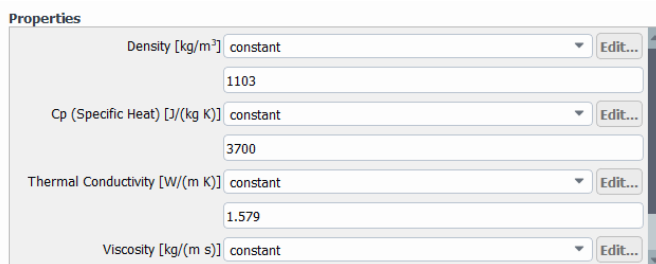 Properties
Density [kg/m³] constant Edit...
1103
Cp (Specific Heat) [J/(kg K)] constant Edit...
3700
Thermal Conductivity [W/(m K)] constant Edit...
1.579
Viscosity [kg/(m s)] constant Edit...